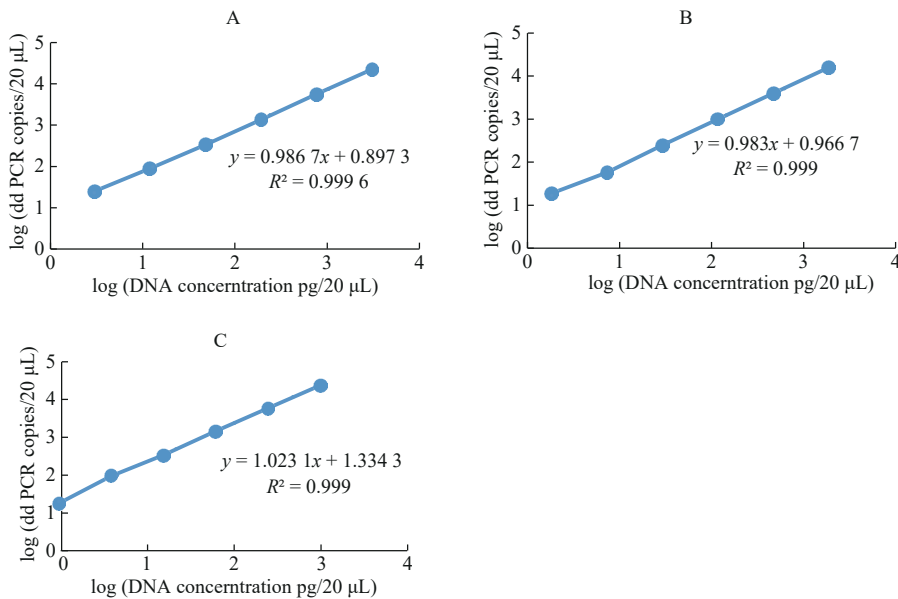 A
5
4
3
2
1
0
0
1
2
3
4
log (dd PCR copies/20 μL)
y = 0.986 7x + 0.897 3
R² = 0.999 6
log (DNA concerntration pg/20 μL)
B
5
4
3
2
1
0
0
1
2
3
4
log (dd PCR copies/20 μL)
y = 0.983x + 0.966 7
R² = 0.999
log (DNA concerntration pg/20 μL)
C
5
4
3
2
1
0
0
1
2
3
4
log (dd PCR copies/20 μL)
y = 1.023 1x + 1.334 3
R² = 0.999
log (DNA concerntration pg/20 μL)